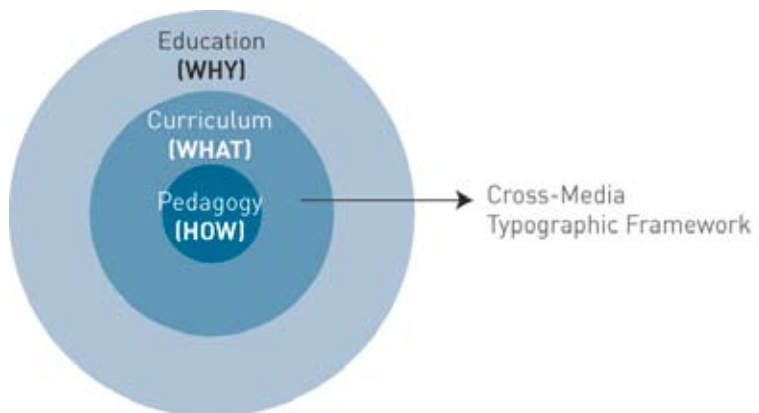 Education
(WHY)
Curriculum
(WHAT)
Pedagogy
(HOW)
Cross-Media
Typographic Framework